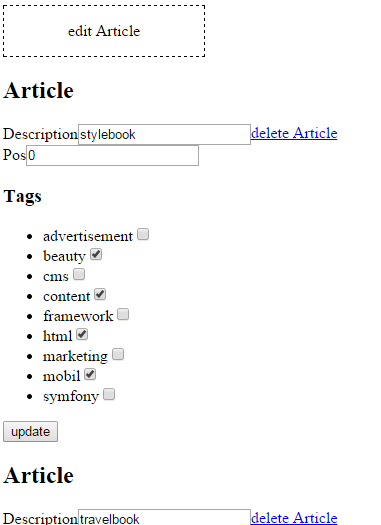 edit Article
Article
Description stylebook delete Article
Pos 0
Tags
advertisement
beauty
cms
content
framework
html
marketing
mobil
symfony
update
Article
Description travelbook delete Article